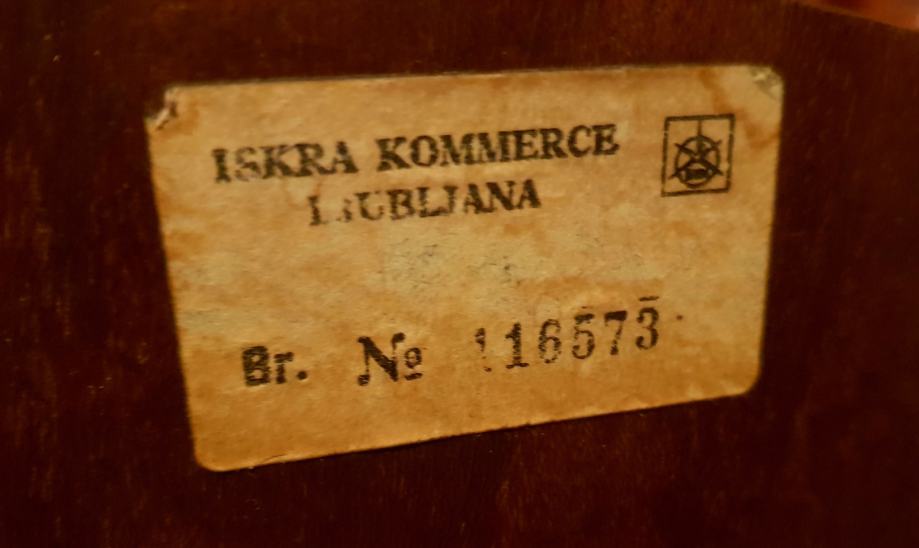 ISKRA KOMMERCE
LJUBLJANA
Br. № 116573